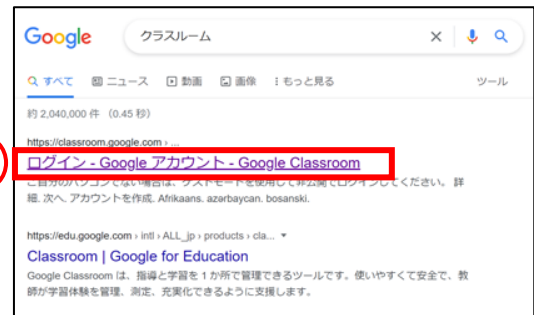 Google クラスルーム
すべて ニュース 動画 画像 もっと見る ツール
約 2,040,000 件 （0.45 秒）
https://classroom.google.com › ...
ログイン - Google アカウント - Google Classroom
ご自分のパソコンでない場合は、ゲストモードを使用して非公開でログインしてください。 詳
細. 次へ. アカウントを作成. Afrikaans. azərbaycan. bosanski.
https://edu.google.com › intl › ALL_jp › products › cla...
Classroom | Google for Education
Google Classroom は、指導と学習を 1 か所で管理できるツールです。使いやすくて安全で、教
師が学習体験を管理、測定、充実化できるように支援します。